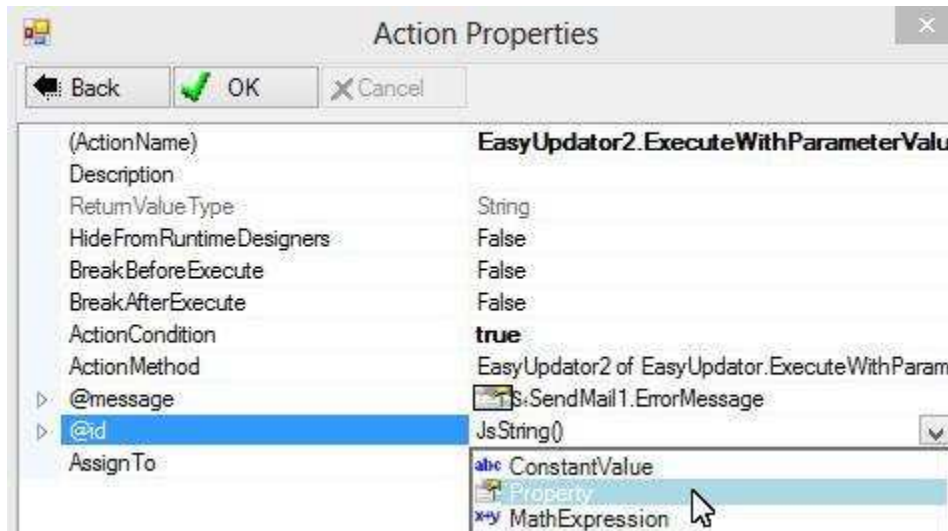 Action Properties
Back OK Cancel
(ActionName) EasyUpdator2.ExecuteWithParameterValu
Description
ReturnValueType String
HideFromRuntimeDesigners False
BreakBeforeExecute False
BreakAfterExecute False
ActionCondition true
ActionMethod EasyUpdator2 of EasyUpdator.ExecuteWithParam
@message SendMail1.ErrorMessage
@id JsString()
AssignTo
abc ConstantValue
Property
x+y MathExpression